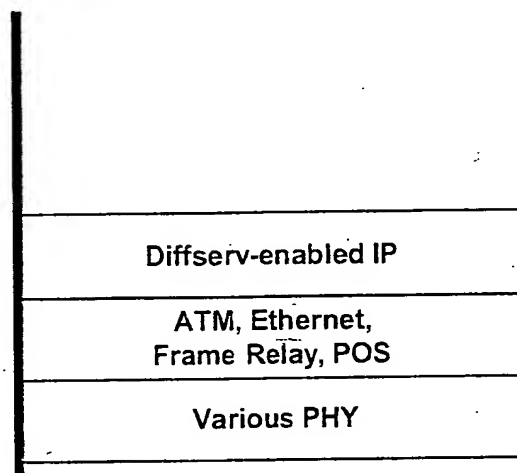 Diffserv-enabled IP
ATM, Ethernet,
Frame Relay, POS
Various PHY